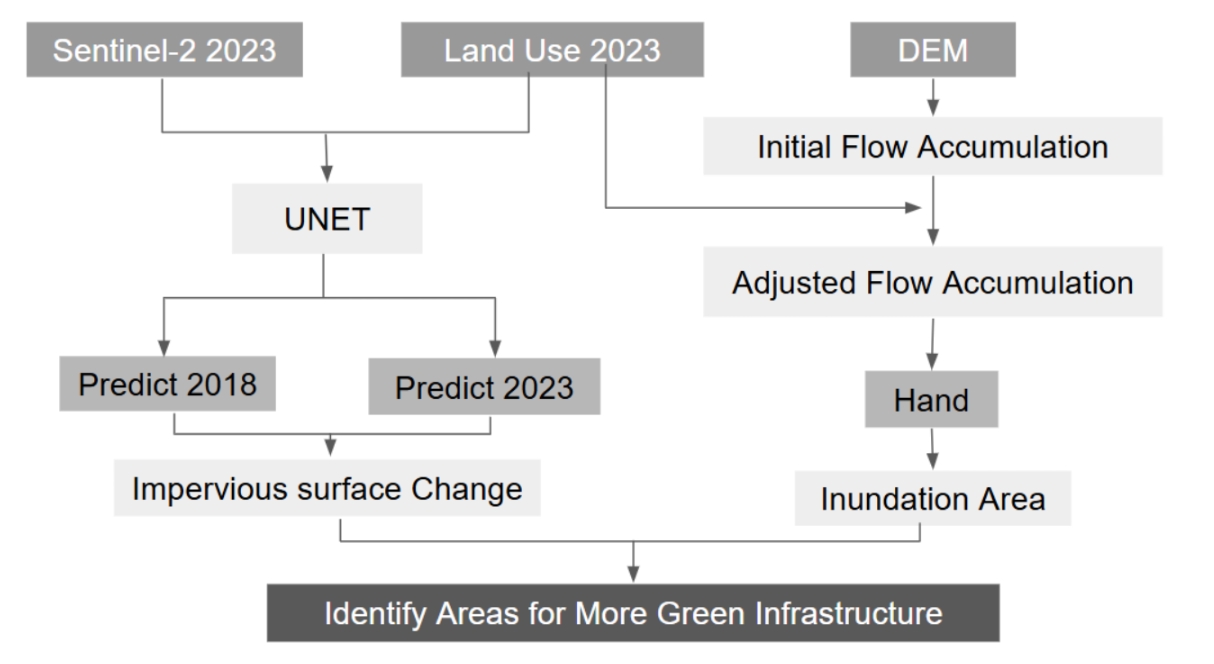 Sentinel-2 2023
Land Use 2023
DEM
Initial Flow Accumulation
UNET
Adjusted Flow Accumulation
Predict 2018
Predict 2023
Hand
Impervious surface Change
Inundation Area
Identify Areas for More Green Infrastructure